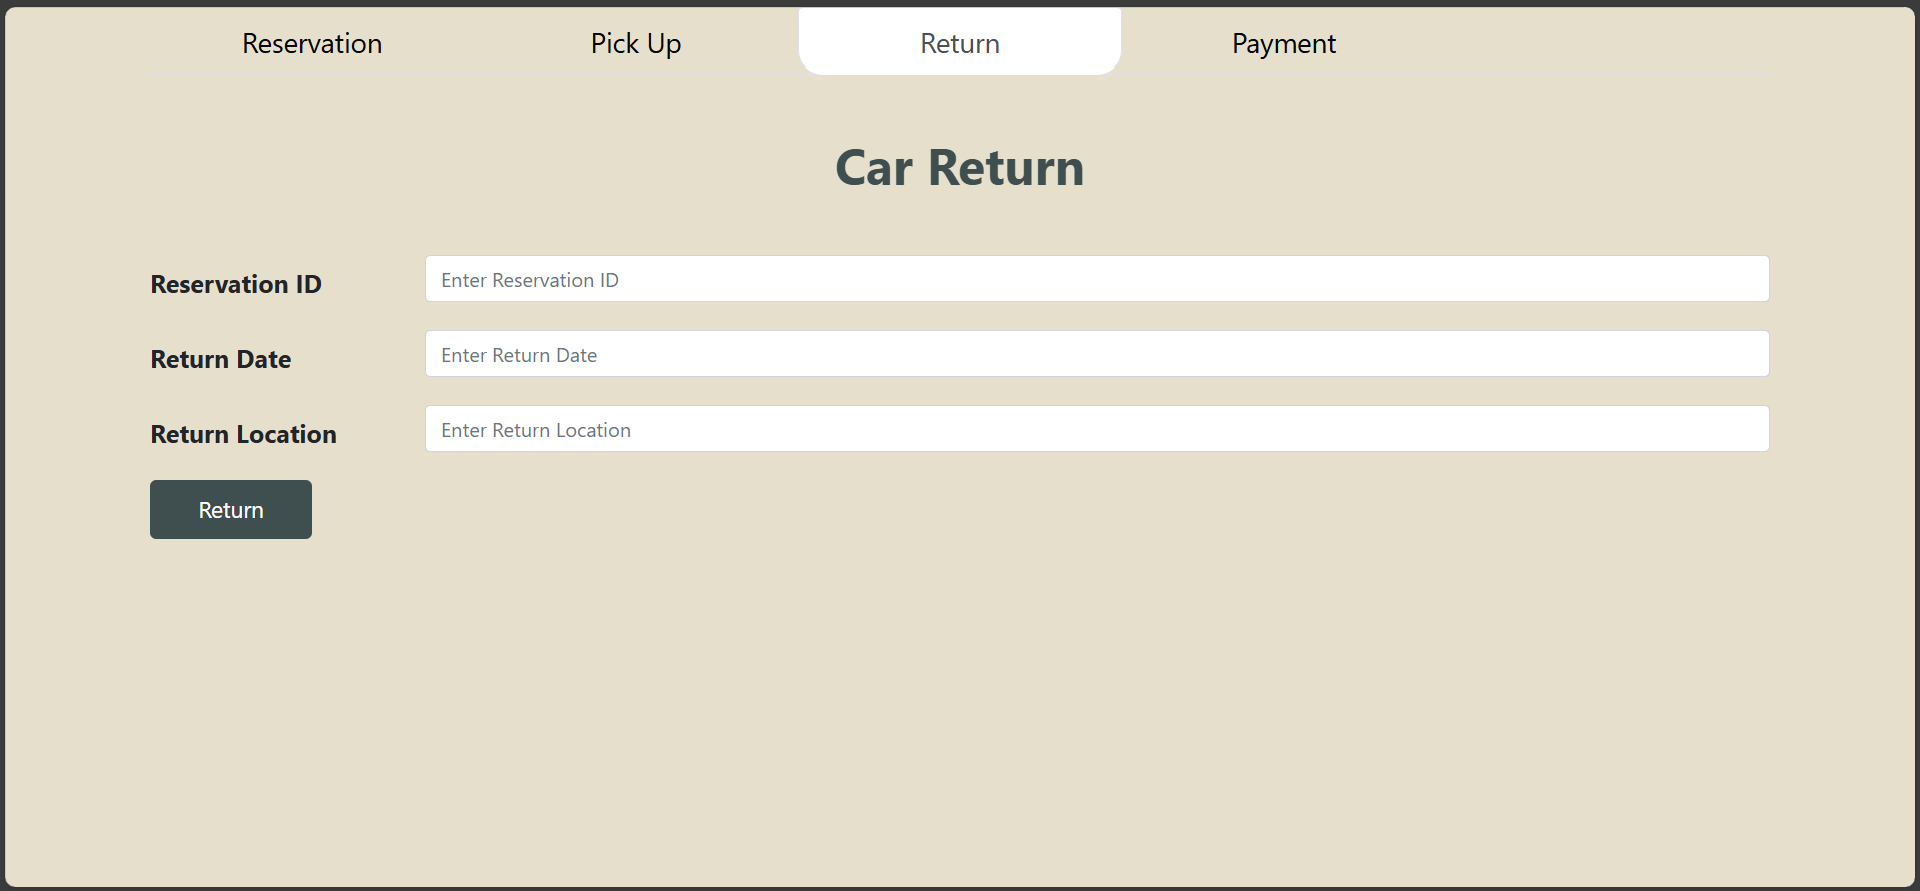 Reservation Pick Up Return Payment
Car Return
Reservation ID Enter Reservation ID
Return Date Enter Return Date
Return Location Enter Return Location
Return